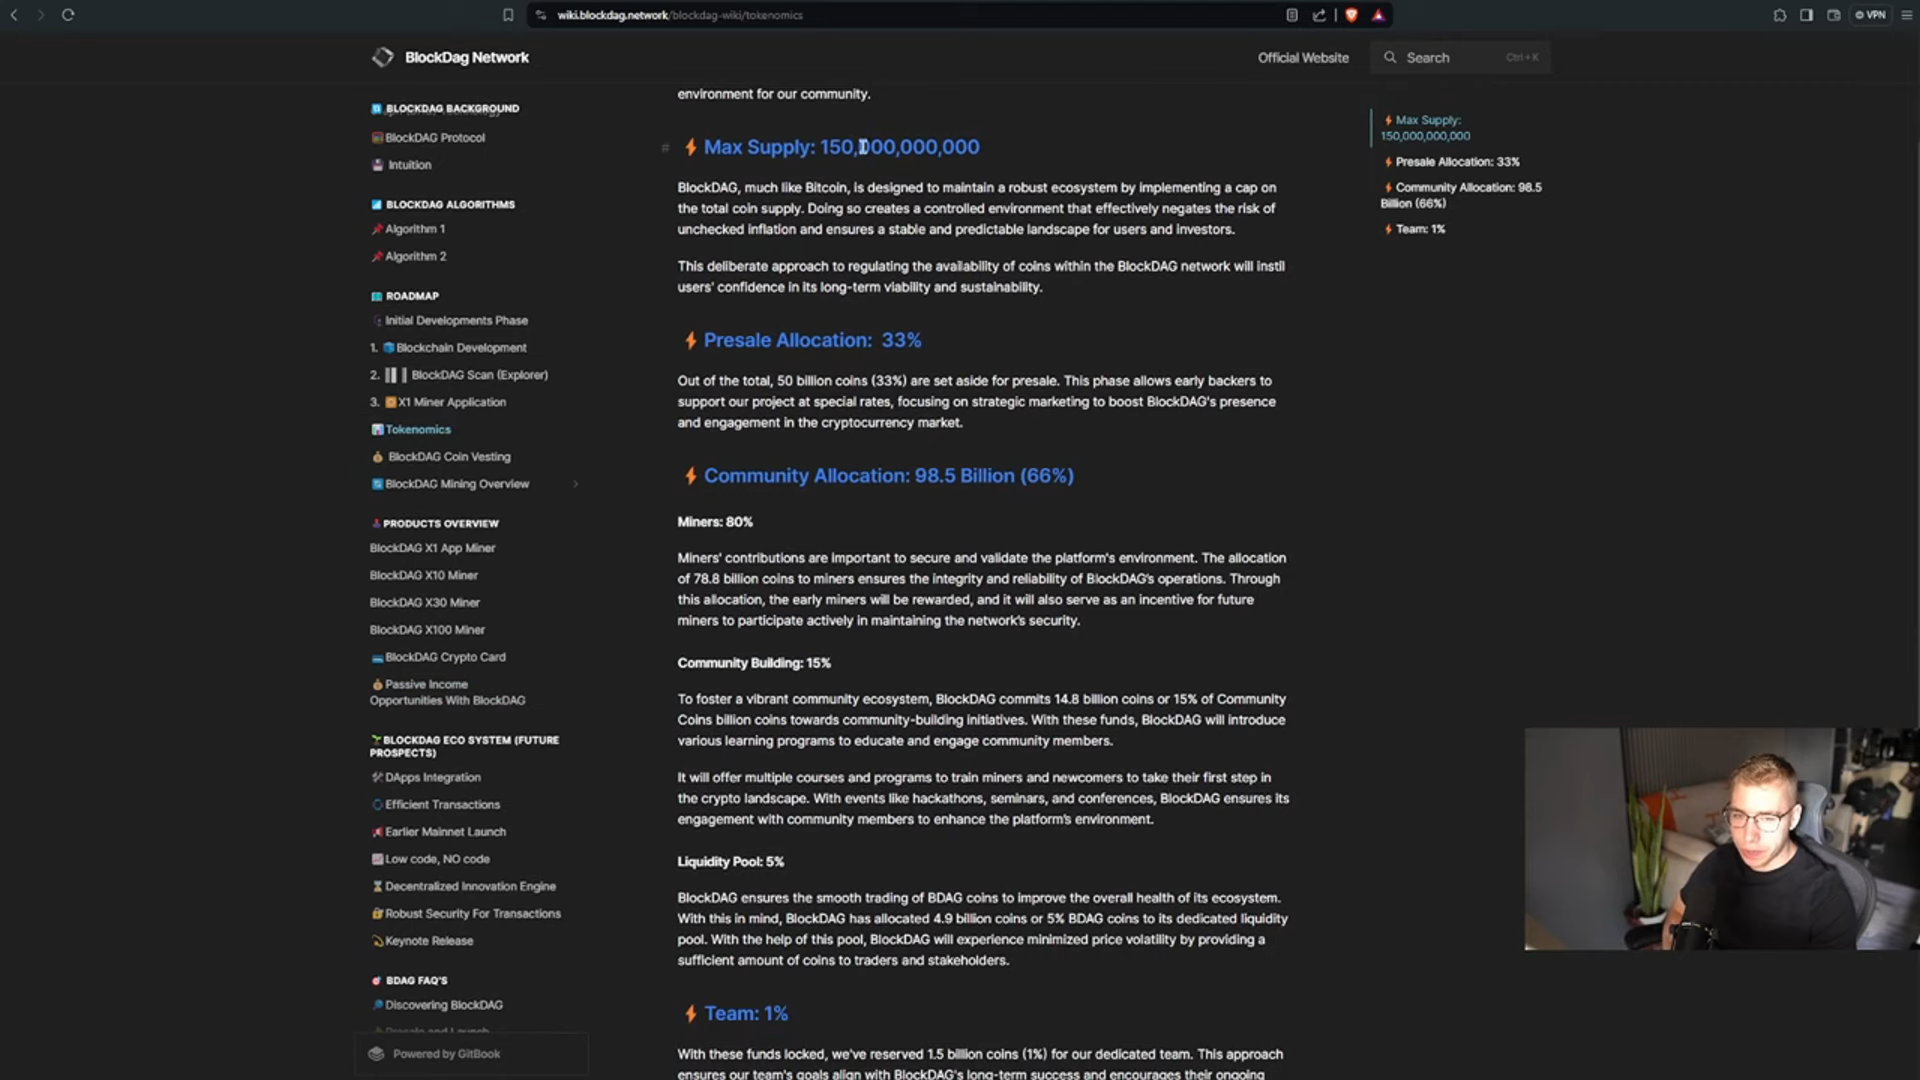 wiki.blockdag.network/blockdag-wiki/tokenomics
VPN
BlockDag Network
Official Website
Search
Ctrl+K
BLOCKDAG BACKGROUND
BlockDAG Protocol
Intuition
BLOCKDAG ALGORITHMS
Algorithm 1
Algorithm 2
ROADMAP
Initial Developments Phase
1. Blockchain Development
2. BlockDAG Scan (Explorer)
3. X1 Miner Application
Tokenomics
BlockDAG Coin Vesting
BlockDAG Mining Overview
PRODUCTS OVERVIEW
BlockDAG X1 App Miner
BlockDAG X10 Miner
BlockDAG X30 Miner
BlockDAG X100 Miner
BlockDAG Crypto Card
Passive Income
Opportunities With BlockDAG
BLOCKDAG ECO SYSTEM (FUTURE
PROSPECTS)
DApps Integration
Efficient Transactions
Earlier Mainnet Launch
Low code, NO code
Decentralized Innovation Engine
Robust Security For Transactions
Keynote Release
BDAG FAQ'S
Discovering BlockDAG
Powered by GitBook
environment for our community.
# Max Supply: 150,000,000,000
BlockDAG, much like Bitcoin, is designed to maintain a robust ecosystem by implementing a cap on
the total coin supply. Doing so creates a controlled environment that effectively negates the risk of
unchecked inflation and ensures a stable and predictable landscape for users and investors.
This deliberate approach to regulating the availability of coins within the BlockDAG network will instil
users' confidence in its long-term viability and sustainability.
Presale Allocation: 33%
Out of the total, 50 billion coins (33%) are set aside for presale. This phase allows early backers to
support our project at special rates, focusing on strategic marketing to boost BlockDAG's presence
and engagement in the cryptocurrency market.
Community Allocation: 98.5 Billion (66%)
Miners: 80%
Miners' contributions are important to secure and validate the platform's environment. The allocation
of 78.8 billion coins to miners ensures the integrity and reliability of BlockDAG's operations. Through
this allocation, the early miners will be rewarded, and it will also serve as an incentive for future
miners to participate actively in maintaining the network's security.
Community Building: 15%
To foster a vibrant community ecosystem, BlockDAG commits 14.8 billion coins or 15% of Community
Coins billion coins towards community-building initiatives. With these funds, BlockDAG will introduce
various learning programs to educate and engage community members.
It will offer multiple courses and programs to train miners and newcomers to take their first step in
the crypto landscape. With events like hackathons, seminars, and conferences, BlockDAG ensures its
engagement with community members to enhance the platform's environment.
Liquidity Pool: 5%
BlockDAG ensures the smooth trading of BDAG coins to improve the overall health of its ecosystem.
With this in mind, BlockDAG has allocated 4.9 billion coins or 5% BDAG coins to its dedicated liquidity
pool. With the help of this pool, BlockDAG will experience minimized price volatility by providing a
sufficient amount of coins to traders and stakeholders.
Team: 1%
With these funds locked, we've reserved 1.5 billion coins (1%) for our dedicated team. This approach
ensures our team's goals align with BlockDAG's long-term success and encourages their ongoing
Max Supply:
150,000,000,000
Presale Allocation: 33%
Community Allocation: 98.5
Billion (66%)
Team: 1%